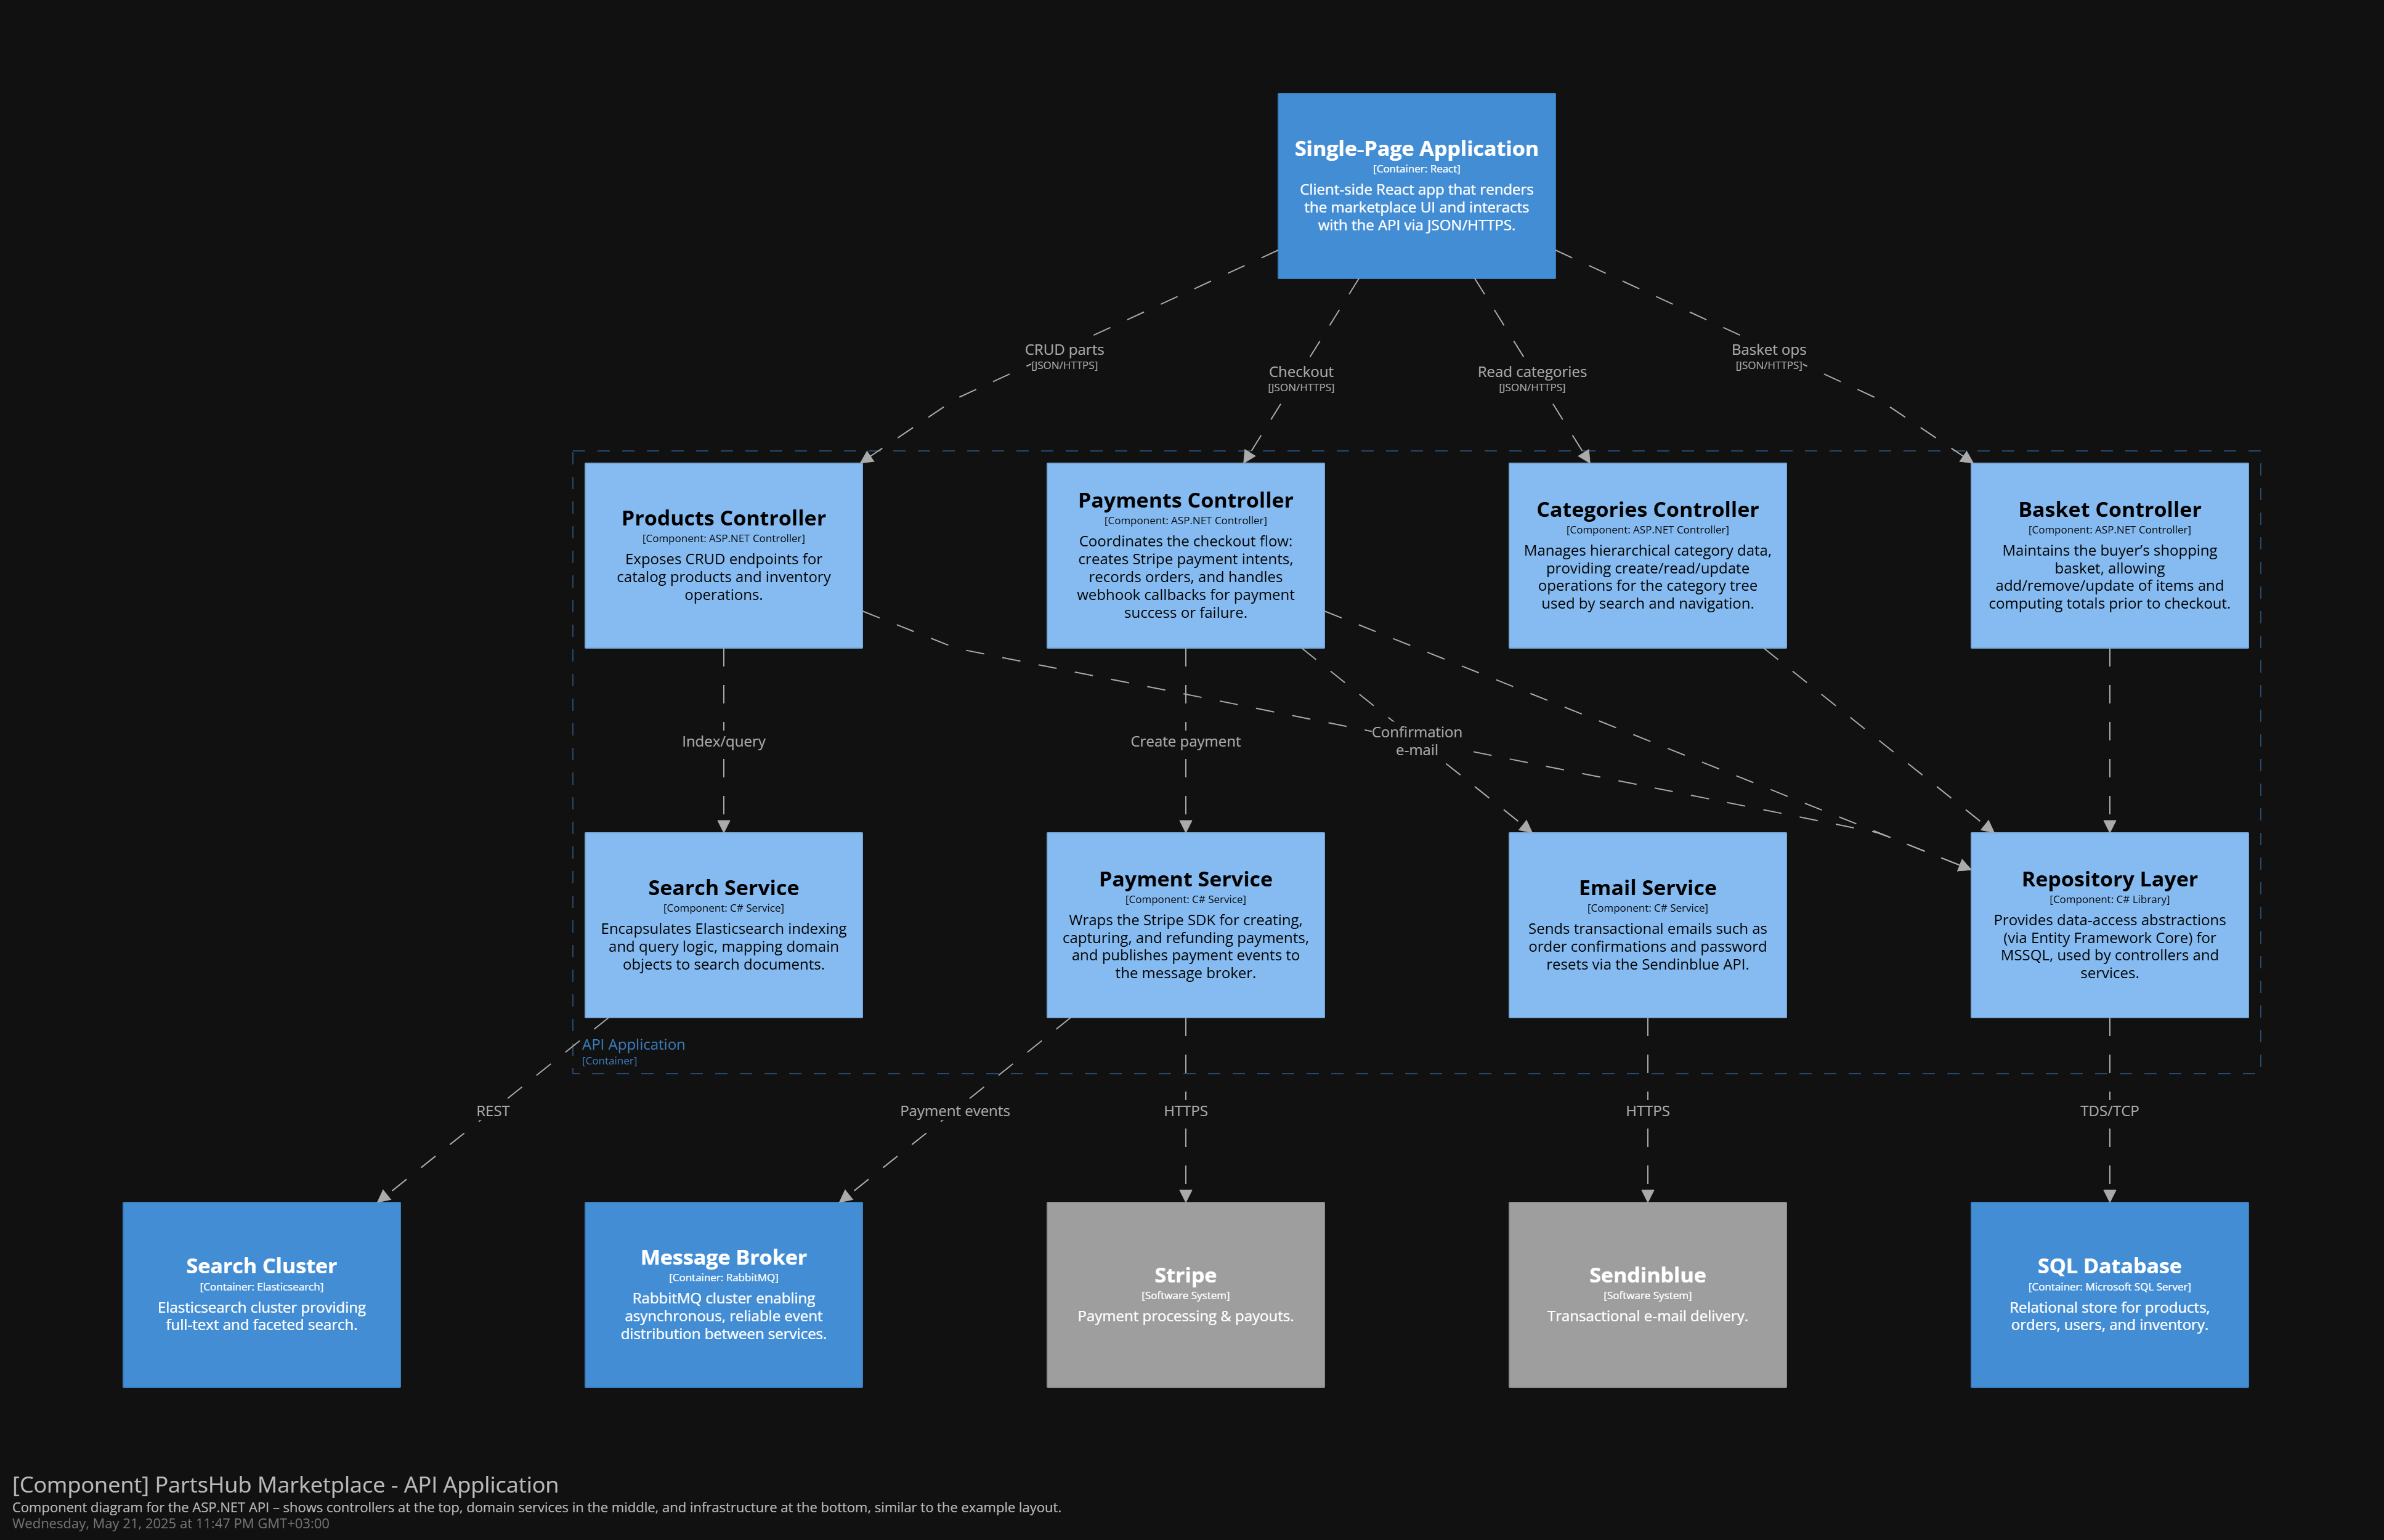 Single-Page Application
[Container: React]
Client-side React app that renders
the marketplace UI and interacts
with the API via JSON/HTTPS.
CRUD parts
[JSON/HTTPS]
Checkout
[JSON/HTTPS]
Read categories
[JSON/HTTPS]
Basket ops
[JSON/HTTPS]
Products Controller
[Component: ASP.NET Controller]
Exposes CRUD endpoints for
catalog products and inventory
operations.
Payments Controller
[Component: ASP.NET Controller]
Coordinates the checkout flow:
creates Stripe payment intents,
records orders, and handles
webhook callbacks for payment
success or failure.
Categories Controller
[Component: ASP.NET Controller]
Manages hierarchical category data,
providing create/read/update
operations for the category tree
used by search and navigation.
Basket Controller
[Component: ASP.NET Controller]
Maintains the buyer’s shopping
basket, allowing
add/remove/update of items and
computing totals prior to checkout.
Index/query
Create payment
Confirmation
e-mail
Search Service
[Component: C# Service]
Encapsulates Elasticsearch indexing
and query logic, mapping domain
objects to search documents.
Payment Service
[Component: C# Service]
Wraps the Stripe SDK for creating,
capturing, and refunding payments,
and publishes payment events to
the message broker.
Email Service
[Component: C# Service]
Sends transactional emails such as
order confirmations and password
resets via the Sendinblue API.
Repository Layer
[Component: C# Library]
Provides data-access abstractions
(via Entity Framework Core) for
MSSQL, used by controllers and
services.
API Application
[Container]
REST
Payment events
HTTPS
HTTPS
TDS/TCP
Search Cluster
[Container: Elasticsearch]
Elasticsearch cluster providing
full-text and faceted search.
Message Broker
[Container: RabbitMQ]
RabbitMQ cluster enabling
asynchronous, reliable event
distribution between services.
Stripe
[Software System]
Payment processing & payouts.
Sendinblue
[Software System]
Transactional e-mail delivery.
SQL Database
[Container: Microsoft SQL Server]
Relational store for products,
orders, users, and inventory.
[Component] PartsHub Marketplace - API Application
Component diagram for the ASP.NET API – shows controllers at the top, domain services in the middle, and infrastructure at the bottom, similar to the example layout.
Wednesday, May 21, 2025 at 11:47 PM GMT+03:00